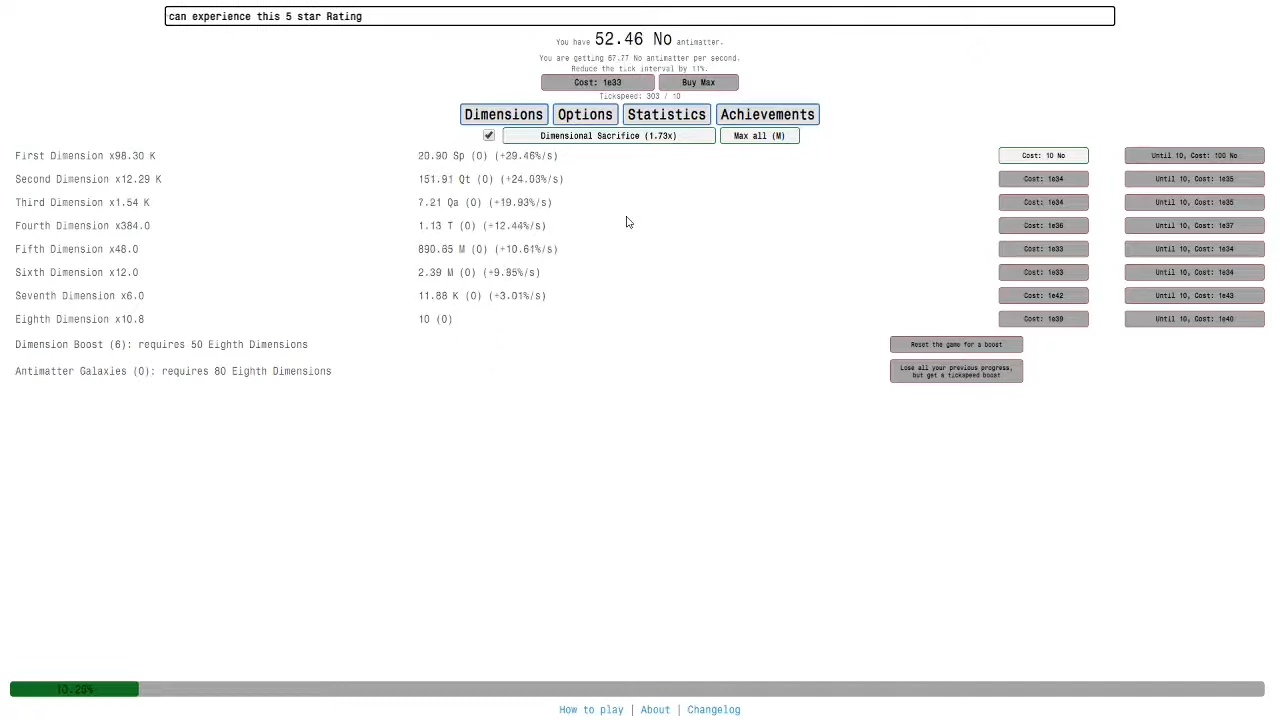 can experience this 5 star Rating
You have 52.46 No antimatter.
You are getting 67.77 No antimatter per second.
Reduce the tick interval by 11%.
Cost: 1e33 Buy Max
Tickspeed: 303 / 10
Dimensions Options Statistics Achievements
Dimensional Sacrifice (1.73x) Max all (M)
First Dimension x98.30 K 20.90 Sp (0) (+29.46%/s) Cost: 10 No Until 10, Cost: 100 No
Second Dimension x12.29 K 151.91 Qt (0) (+24.03%/s) Cost: 1e34 Until 10, Cost: 1e35
Third Dimension x1.54 K 7.21 Qa (0) (+19.93%/s) Cost: 1e34 Until 10, Cost: 1e35
Fourth Dimension x384.0 1.13 T (0) (+12.44%/s) Cost: 1e36 Until 10, Cost: 1e37
Fifth Dimension x48.0 890.65 M (0) (+10.61%/s) Cost: 1e33 Until 10, Cost: 1e34
Sixth Dimension x12.0 2.39 M (0) (+9.85%/s) Cost: 1e33 Until 10, Cost: 1e34
Seventh Dimension x6.0 11.88 K (0) (+3.01%/s) Cost: 1e42 Until 10, Cost: 1e43
Eighth Dimension x10.8 10 (0) Cost: 1e39 Until 10, Cost: 1e40
Dimension Boost (6): requires 50 Eighth Dimensions Reset the game for a boost
Antimatter Galaxies (0): requires 80 Eighth Dimensions Lose all your previous progress,
but get a tickspeed boost
10.28%
How to play | About | Changelog